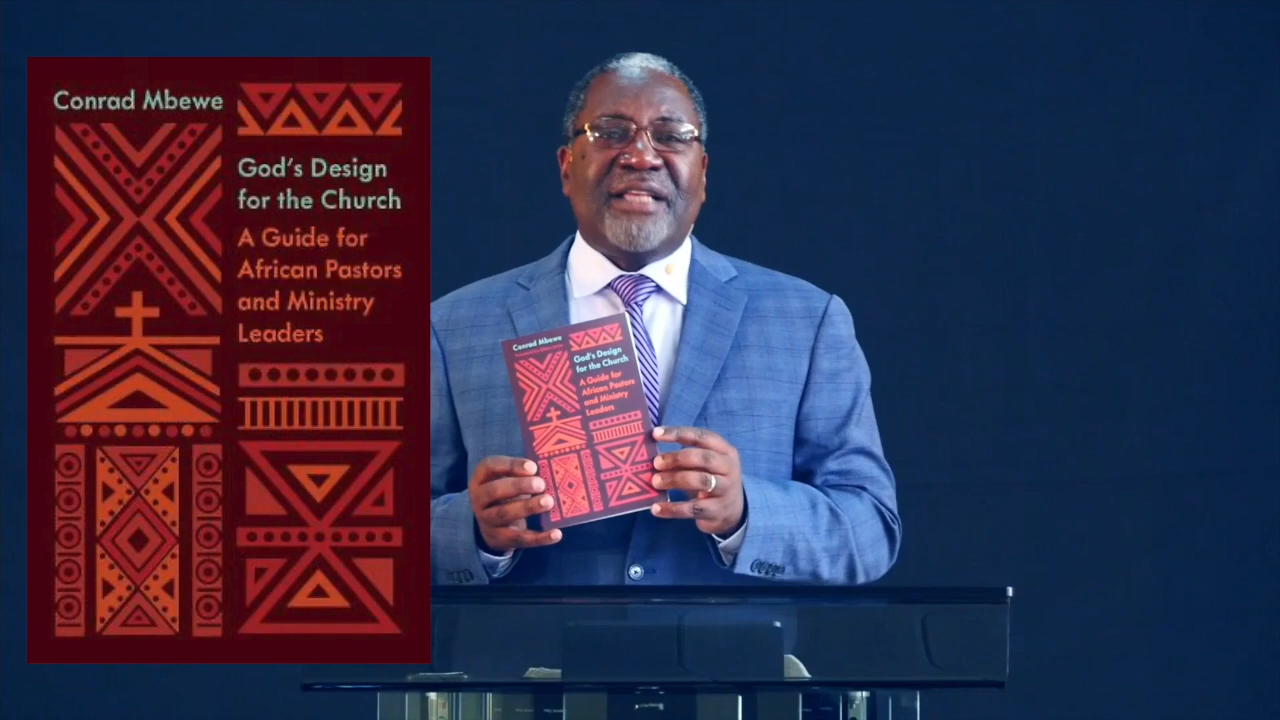 Conrad Mbewe
God's Design
for the Church
A Guide for
African Pastors
and Ministry
Leaders
Conrad Mbewe
God's Design
for the Church
A Guide for
African Pastors
and Ministry
Leaders